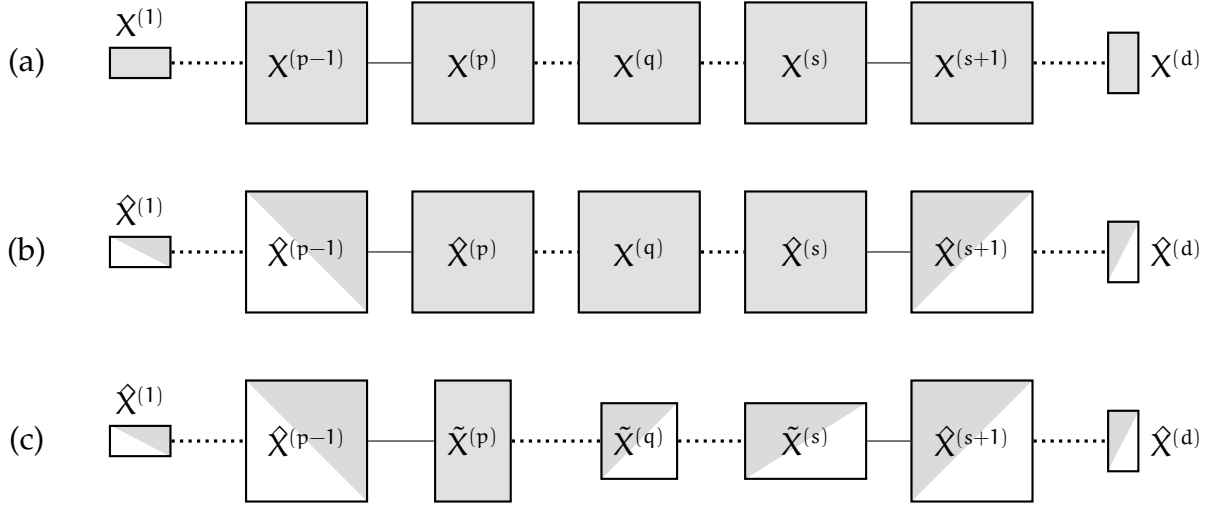 X^(1)
(a) X^(p−1) X^(p) X^(q) X^(s) X^(s+1) X^(d)
X̂^(1)
(b) X̂^(p−1) X̂^(p) X^(q) X̂^(s) X̂^(s+1) X̂^(d)
X̂^(1)
(c) X̂^(p−1) X̃^(p) X̃^(q) X̃^(s) X̂^(s+1) X̂^(d)